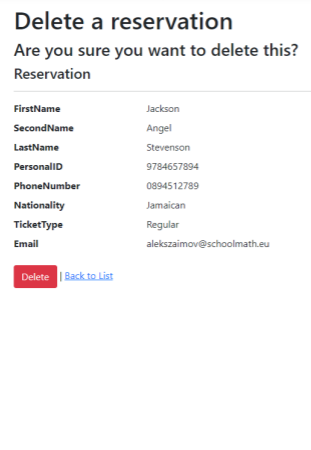 Delete a reservation
Are you sure you want to delete this?
Reservation
FirstName Jackson
SecondName Angel
LastName Stevenson
PersonalID 9784657894
PhoneNumber 0894512789
Nationality Jamaican
TicketType Regular
Email alekszaimov@schoolmath.eu
Delete | Back to List